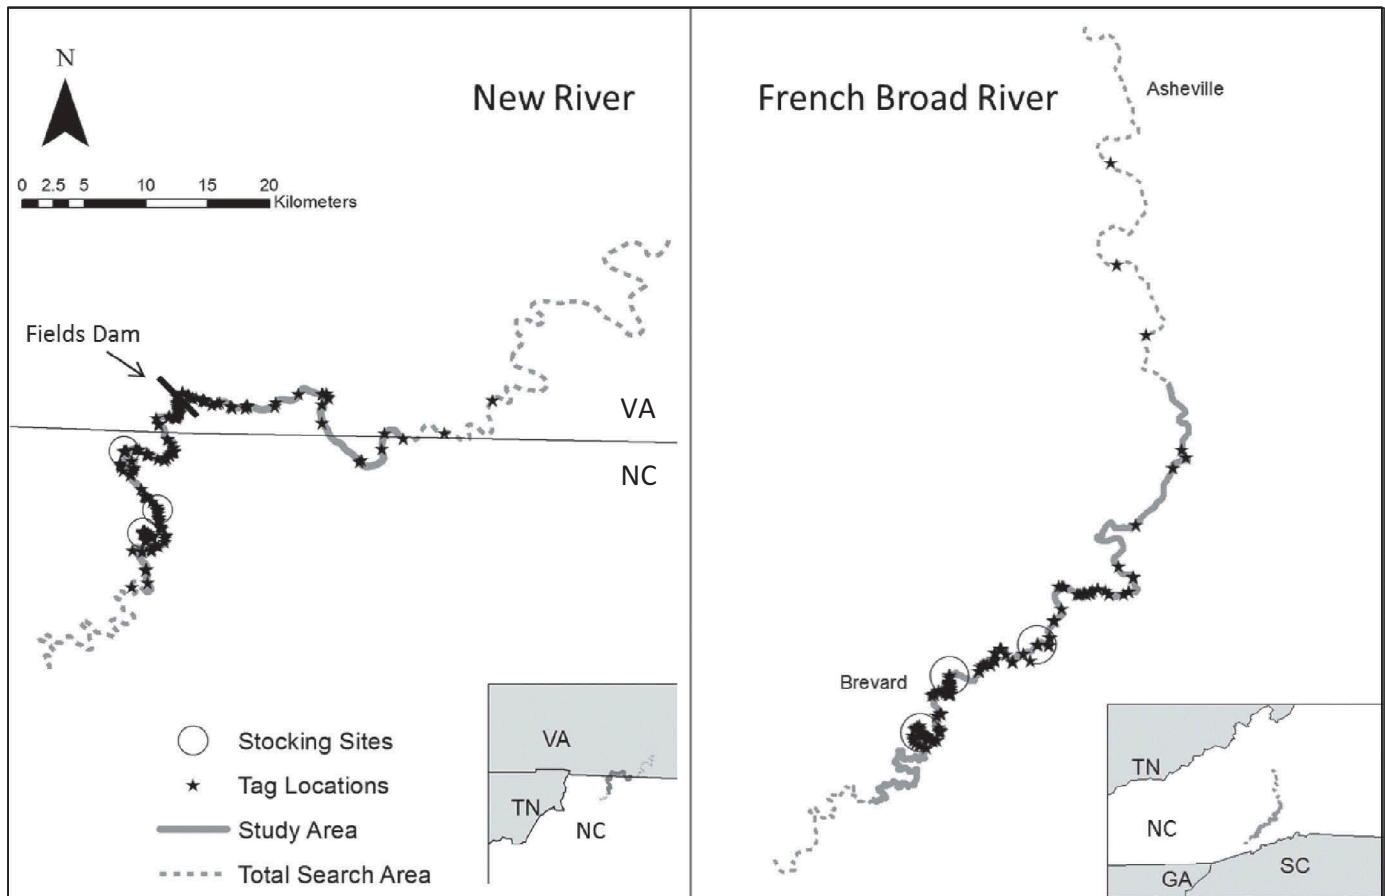 N
New River
0 2.5 5 10 15 20
Kilometers
Fields Dam
VA
NC
Stocking Sites
Tag Locations
Study Area
Total Search Area
VA
TN
NC
French Broad River
Asheville
Brevard
TN
NC
SC
GA